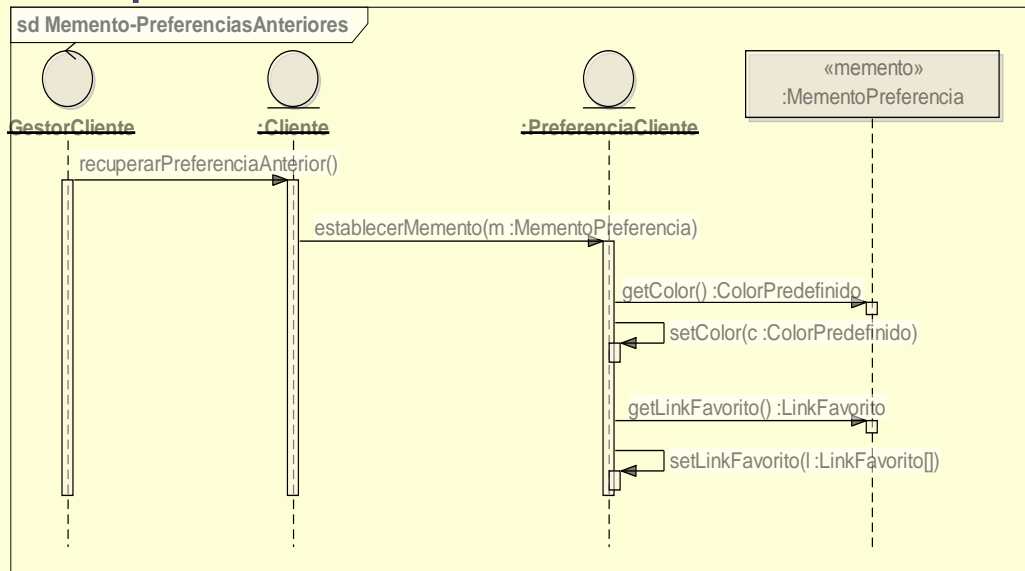 sd Memento-PreferenciasAnteriores
«memento»
:MementoPreferencia
GestorCliente
:Cliente
:PreferenciaCliente
recuperarPreferenciaAnterior()
establecerMemento(m :MementoPreferencia)
getColor() :ColorPredefinido
setColor(c :ColorPredefinido)
getLinkFavorito() :LinkFavorito
setLinkFavorito(l :LinkFavorito[])